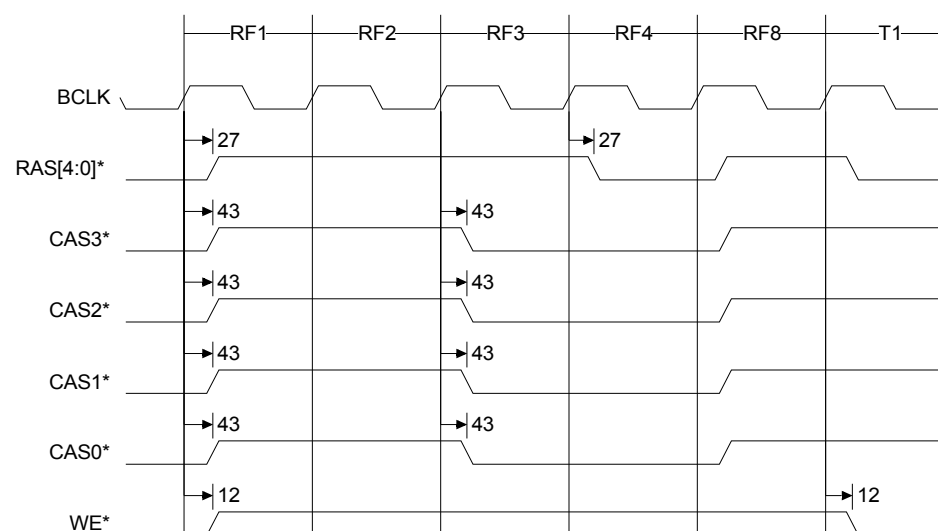 RF1 RF2 RF3 RF4 RF8 T1
BCLK
27 27
RAS[4:0]*
43 43
CAS3*
43 43
CAS2*
43 43
CAS1*
43 43
CAS0*
12 12
WE*